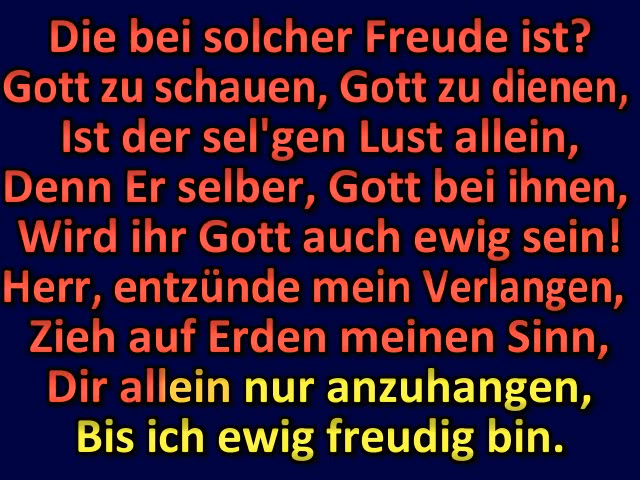 Die bei solcher Freude ist?
Gott zu schauen, Gott zu dienen,
Ist der sel'gen Lust allein,
Denn Er selber, Gott bei ihnen,
Wird ihr Gott auch ewig sein!
Herr, entzünde mein Verlangen,
Zieh auf Erden meinen Sinn,
Dir allein nur anzuhangen,
Bis ich ewig freudig bin.